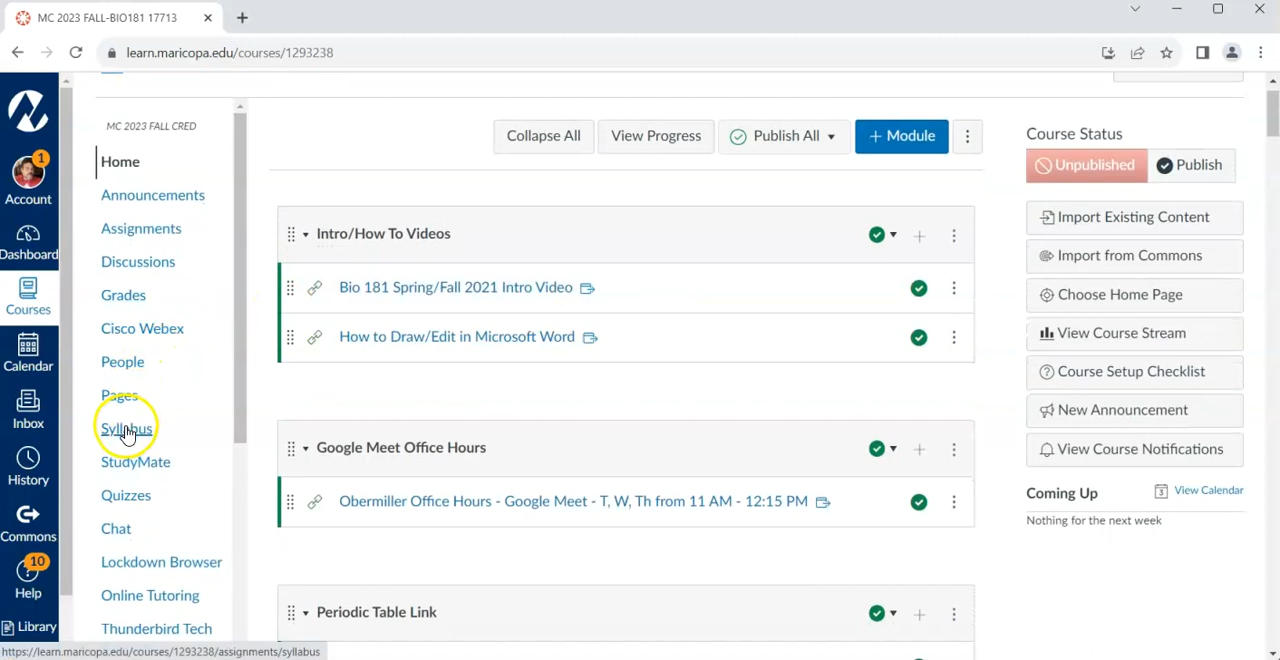 MC 2023 FALL-BIO181 17713
learn.maricopa.edu/courses/1293238
1
Account
Dashboard
Courses
Calendar
Inbox
History
Commons
10
Help
Library
MC 2023 FALL CRED
Home
Announcements
Assignments
Discussions
Grades
Cisco Webex
People
Pages
Syllabus
StudyMate
Quizzes
Chat
Lockdown Browser
Online Tutoring
Thunderbird Tech
Collapse All View Progress Publish All + Module
Intro/How To Videos
Bio 181 Spring/Fall 2021 Intro Video
How to Draw/Edit in Microsoft Word
Google Meet Office Hours
Obermiller Office Hours - Google Meet - T, W, Th from 11 AM - 12:15 PM
Periodic Table Link
Course Status
Unpublished Publish
Import Existing Content
Import from Commons
Choose Home Page
View Course Stream
Course Setup Checklist
New Announcement
View Course Notifications
Coming Up View Calendar
Nothing for the next week
https://learn.maricopa.edu/courses/1293238/assignments/syllabus